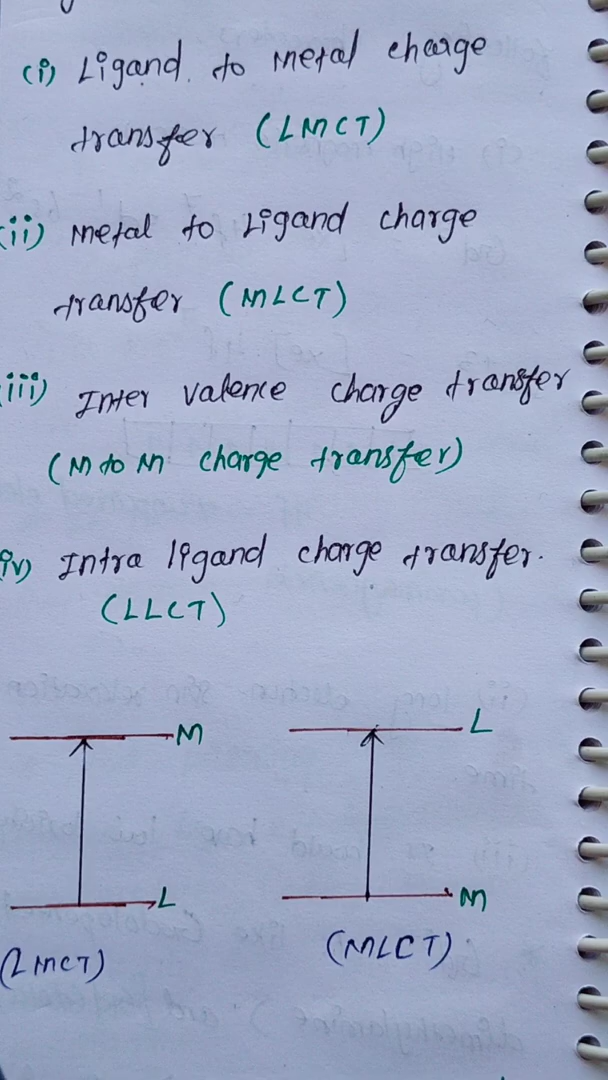 (i) Ligand to metal charge
transfer (LMCT)
(ii) metal to Ligand charge
transfer (MLCT)
(iii) Inter valence charge transfer
(M to M charge transfer)
(iv) Intra ligand charge transfer.
(LLCT)
M
L
L
M
(LMCT)
(MLCT)